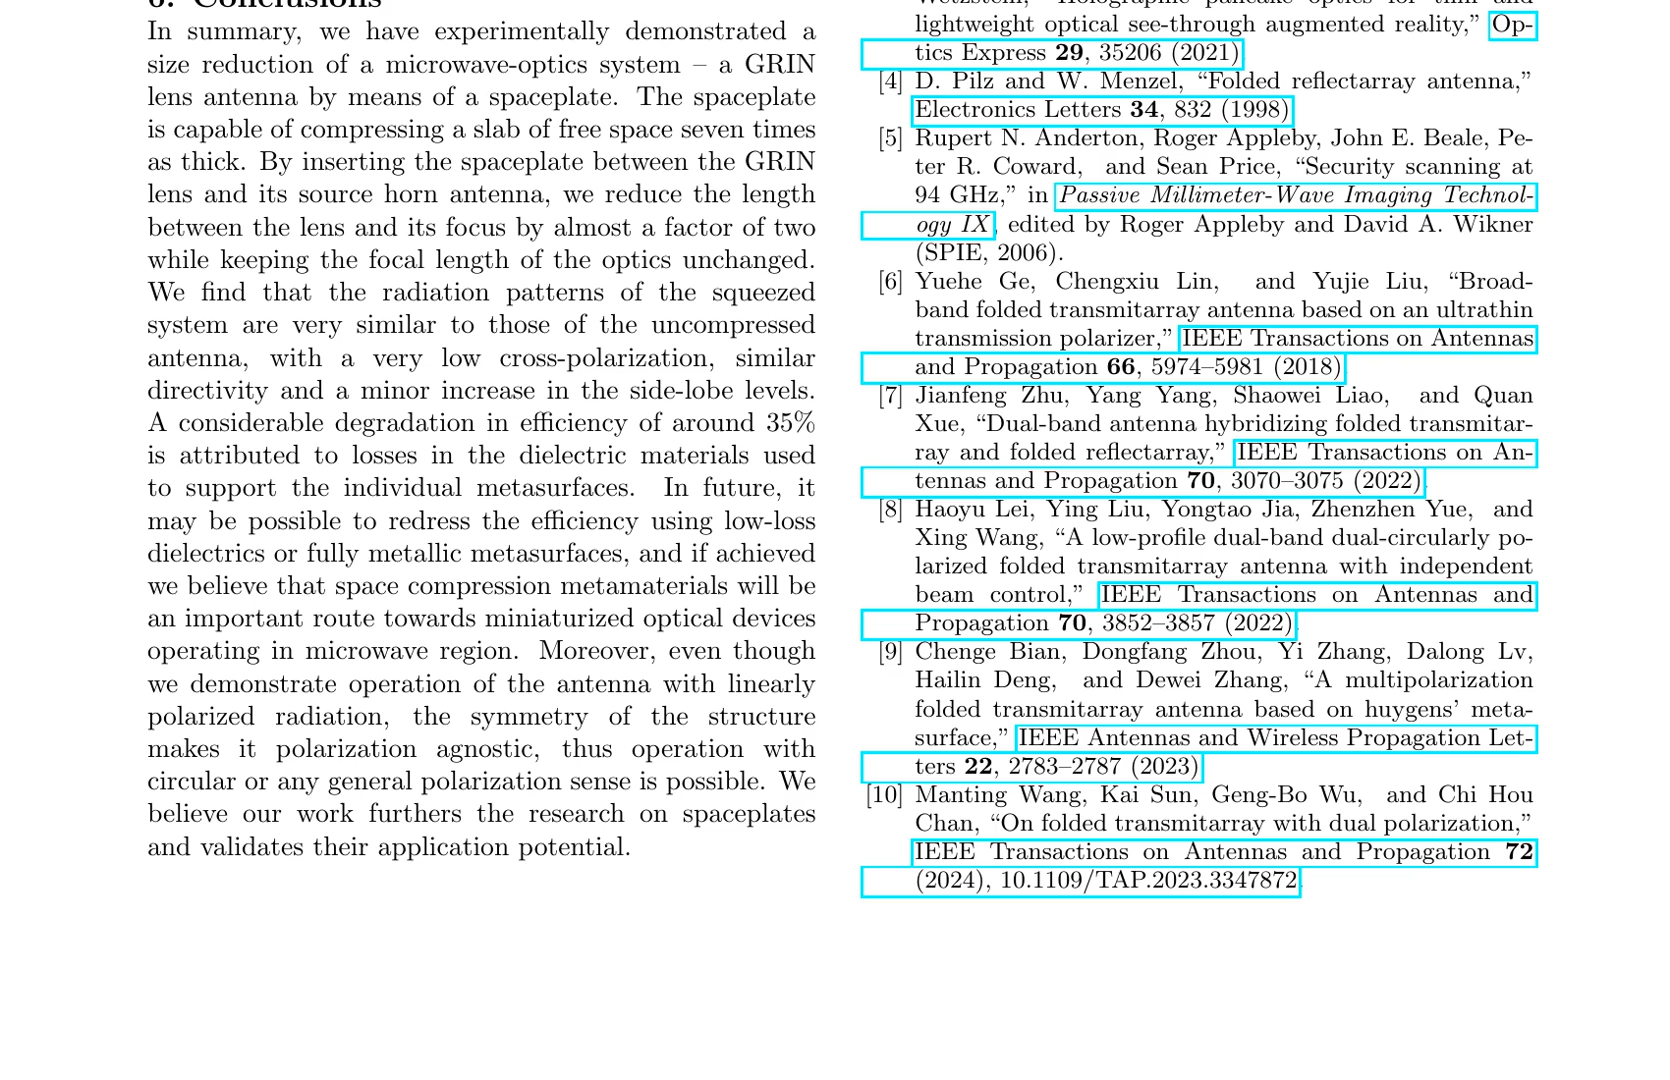 6. Conclusions
In summary, we have experimentally demonstrated a
size reduction of a microwave-optics system – a GRIN
lens antenna by means of a spaceplate. The spaceplate
is capable of compressing a slab of free space seven times
as thick. By inserting the spaceplate between the GRIN
lens and its source horn antenna, we reduce the length
between the lens and its focus by almost a factor of two
while keeping the focal length of the optics unchanged.
We find that the radiation patterns of the squeezed
system are very similar to those of the uncompressed
antenna, with a very low cross-polarization, similar
directivity and a minor increase in the side-lobe levels.
A considerable degradation in efficiency of around 35%
is attributed to losses in the dielectric materials used
to support the individual metasurfaces. In future, it
may be possible to redress the efficiency using low-loss
dielectrics or fully metallic metasurfaces, and if achieved
we believe that space compression metamaterials will be
an important route towards miniaturized optical devices
operating in microwave region. Moreover, even though
we demonstrate operation of the antenna with linearly
polarized radiation, the symmetry of the structure
makes it polarization agnostic, thus operation with
circular or any general polarization sense is possible. We
believe our work furthers the research on spaceplates
and validates their application potential.
Wetzstein, “Holographic pancake optics for thin and
lightweight optical see-through augmented reality,” Op-
tics Express 29, 35206 (2021)
[4] D. Pilz and W. Menzel, “Folded reflectarray antenna,”
Electronics Letters 34, 832 (1998)
[5] Rupert N. Anderton, Roger Appleby, John E. Beale, Pe-
ter R. Coward, and Sean Price, “Security scanning at
94 GHz,” in Passive Millimeter-Wave Imaging Technol-
ogy IX, edited by Roger Appleby and David A. Wikner
(SPIE, 2006).
[6] Yuehe Ge, Chengxiu Lin, and Yujie Liu, “Broad-
band folded transmitarray antenna based on an ultrathin
transmission polarizer,” IEEE Transactions on Antennas
and Propagation 66, 5974–5981 (2018).
[7] Jianfeng Zhu, Yang Yang, Shaowei Liao, and Quan
Xue, “Dual-band antenna hybridizing folded transmitar-
ray and folded reflectarray,” IEEE Transactions on An-
tennas and Propagation 70, 3070–3075 (2022).
[8] Haoyu Lei, Ying Liu, Yongtao Jia, Zhenzhen Yue, and
Xing Wang, “A low-profile dual-band dual-circularly po-
larized folded transmitarray antenna with independent
beam control,” IEEE Transactions on Antennas and
Propagation 70, 3852–3857 (2022).
[9] Chenge Bian, Dongfang Zhou, Yi Zhang, Dalong Lv,
Hailin Deng, and Dewei Zhang, “A multipolarization
folded transmitarray antenna based on huygens’ meta-
surface,” IEEE Antennas and Wireless Propagation Let-
ters 22, 2783–2787 (2023).
[10] Manting Wang, Kai Sun, Geng-Bo Wu, and Chi Hou
Chan, “On folded transmitarray with dual polarization,”
IEEE Transactions on Antennas and Propagation 72
(2024), 10.1109/TAP.2023.3347872.